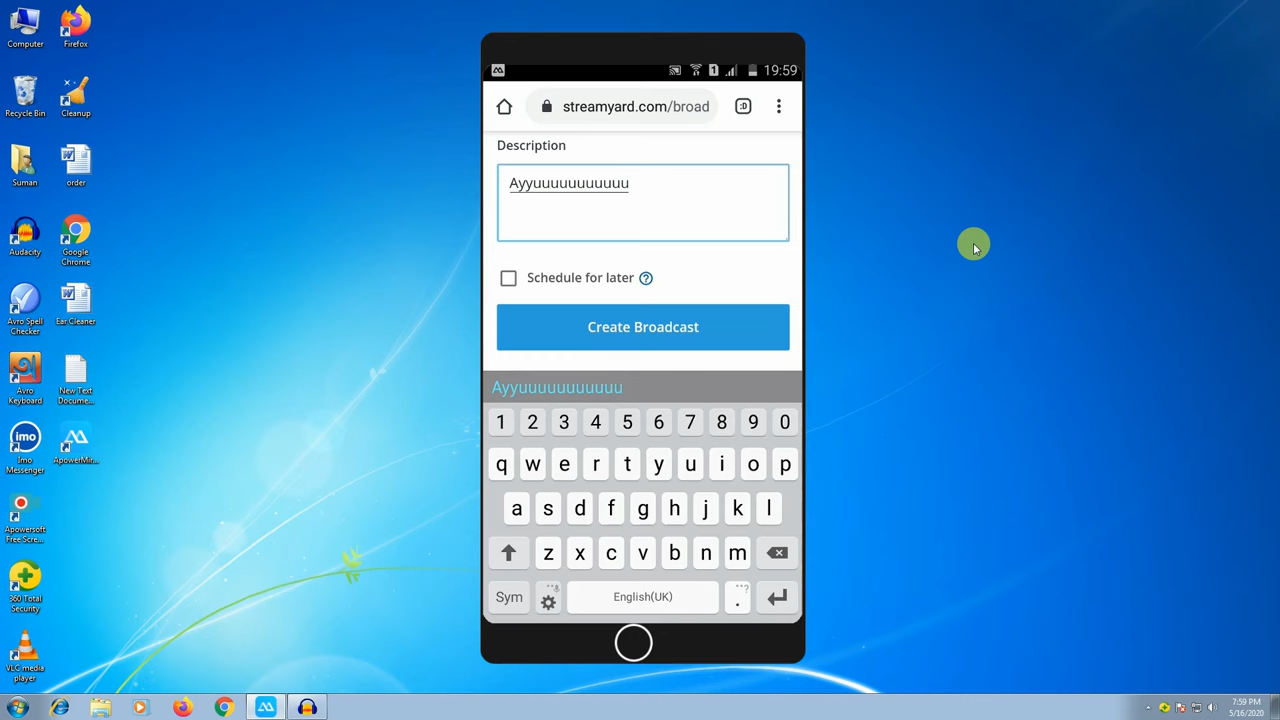 Computer
Firefox
Recycle Bin
Cleanup
Suman
order
Audacity
Google
Chrome
Avro Spell
Checker
Ear Cleaner
Avro
Keyboard
New Text
Docume...
Imo
Messenger
ApowerMir...
Apowersoft
Free Scre...
360 Total
Security
VLC media
player
1 19:59
streamyard.com/broad
:D
Description
Ayyuuuuuuuuuuu
Schedule for later ?
Create Broadcast
Ayyuuuuuuuuuuu
1 2 3 4 5 6 7 8 9 0
q w e r t y u i o p
a s d f g h j k l
z x c v b n m
Sym English(UK) . ..?
7:59 PM
5/16/2020